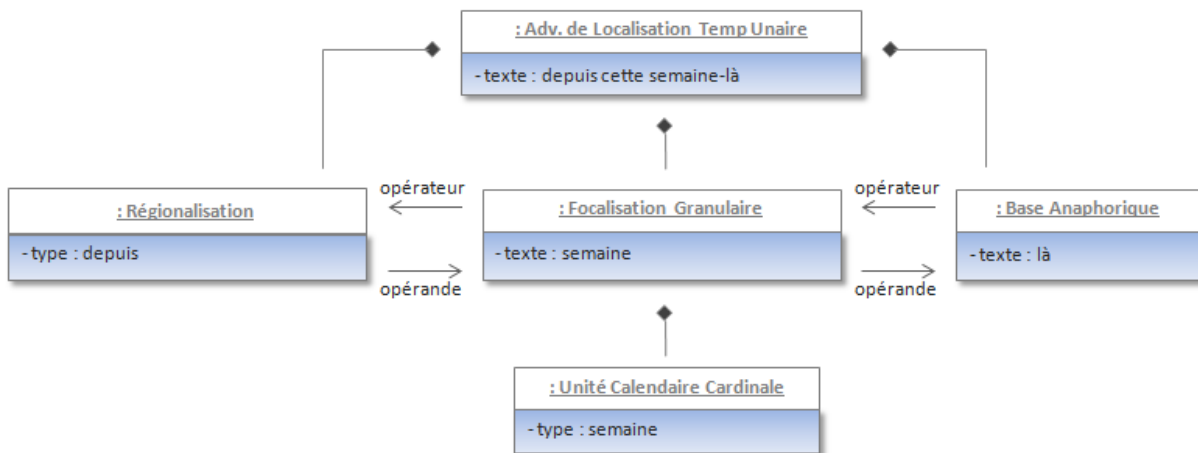 : Adv. de Localisation Temp Unaire
- texte : depuis cette semaine-là
opérateur
opérateur
: Régionalisation
: Focalisation Granulaire
: Base Anaphorique
- type : depuis
- texte : semaine
- texte : là
opérande
opérande
: Unité Calendaire Cardinale
- type : semaine